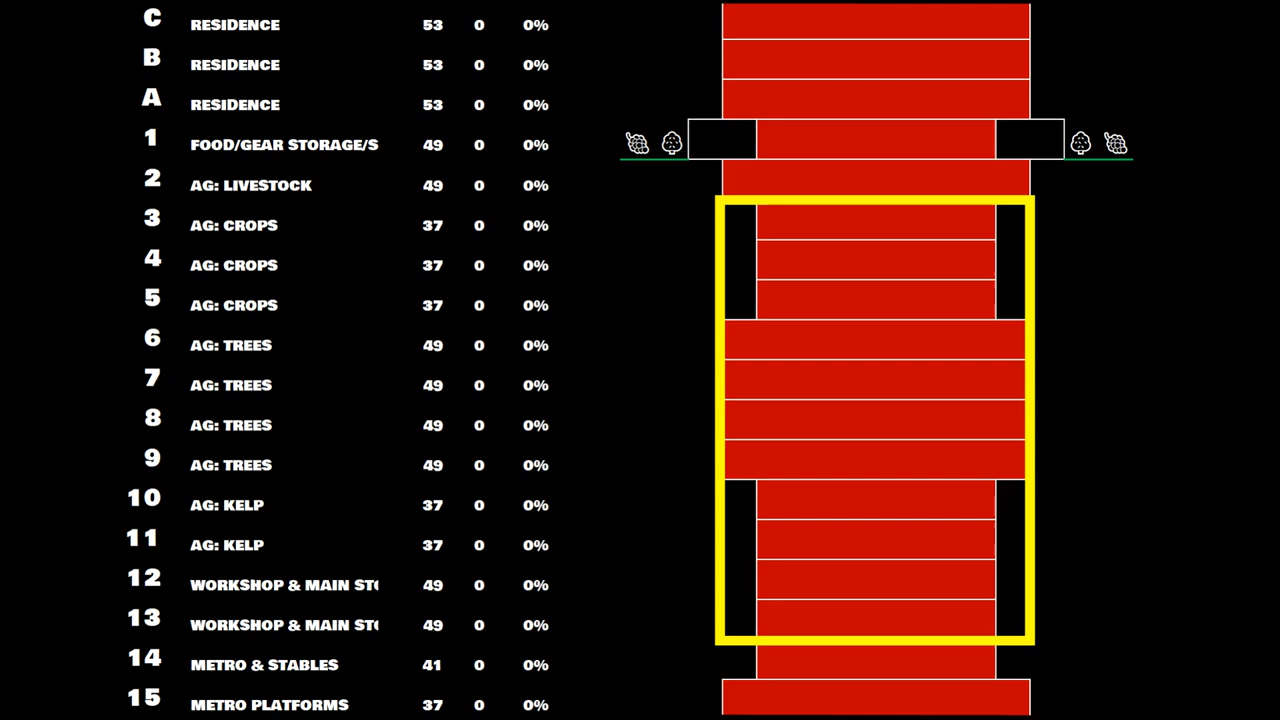 C RESIDENCE 53 0 0%
B RESIDENCE 53 0 0%
A RESIDENCE 53 0 0%
1 FOOD/GEAR STORAGE/S 49 0 0%
2 AG: LIVESTOCK 49 0 0%
3 AG: CROPS 37 0 0%
4 AG: CROPS 37 0 0%
5 AG: CROPS 37 0 0%
6 AG: TREES 49 0 0%
7 AG: TREES 49 0 0%
8 AG: TREES 49 0 0%
9 AG: TREES 49 0 0%
10 AG: KELP 37 0 0%
11 AG: KELP 37 0 0%
12 WORKSHOP & MAIN STO 49 0 0%
13 WORKSHOP & MAIN STO 49 0 0%
14 METRO & STABLES 41 0 0%
15 METRO PLATFORMS 37 0 0%